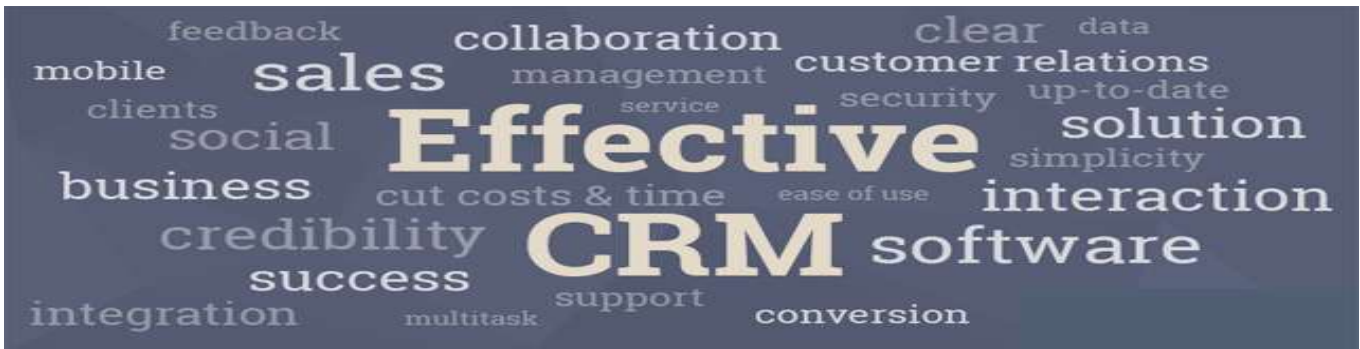 feedback collaboration clear data
mobile sales management customer relations
clients service security up-to-date
social Effective solution
simplicity
business cut costs & time ease of use interaction
credibility CRM software
success support
integration multitask conversion